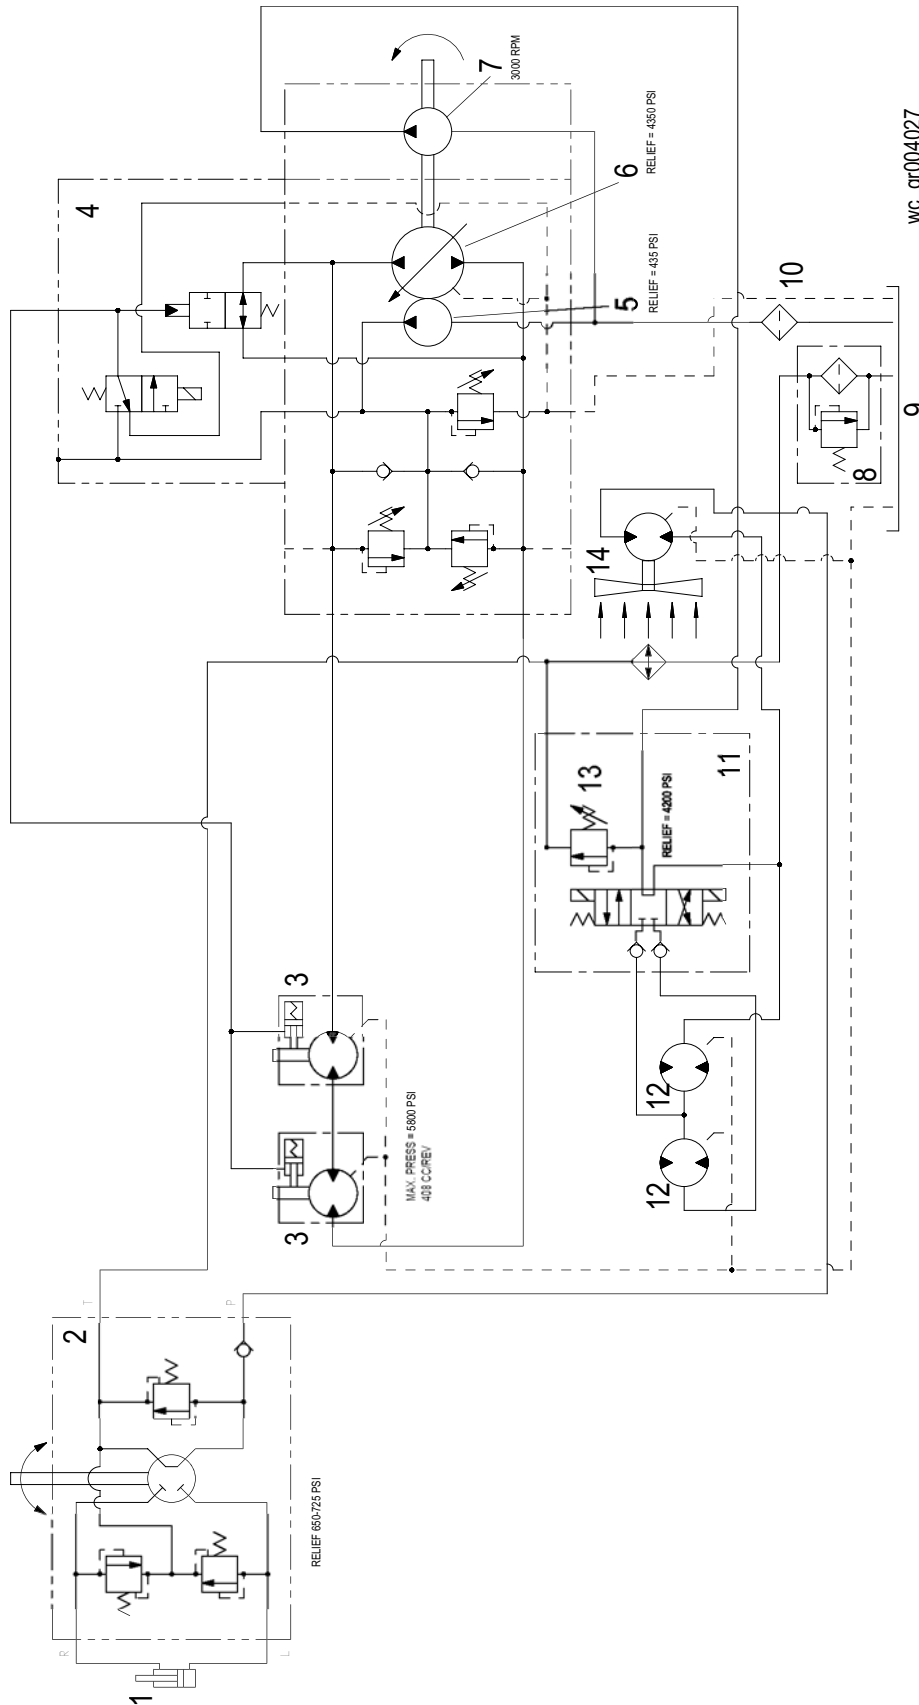 4
7
3000 RPM
6
RELIEF = 4350 PSI
5
RELIEF = 435 PSI
10
8
9
wc_gr004027
14
13
11
RELIEF = 4200 PSI
3
3
MAX. PRESS = 5800 PSI
408 CC/REV
12
12
2
T
P
RELIEF 650-725 PSI
R
L
1